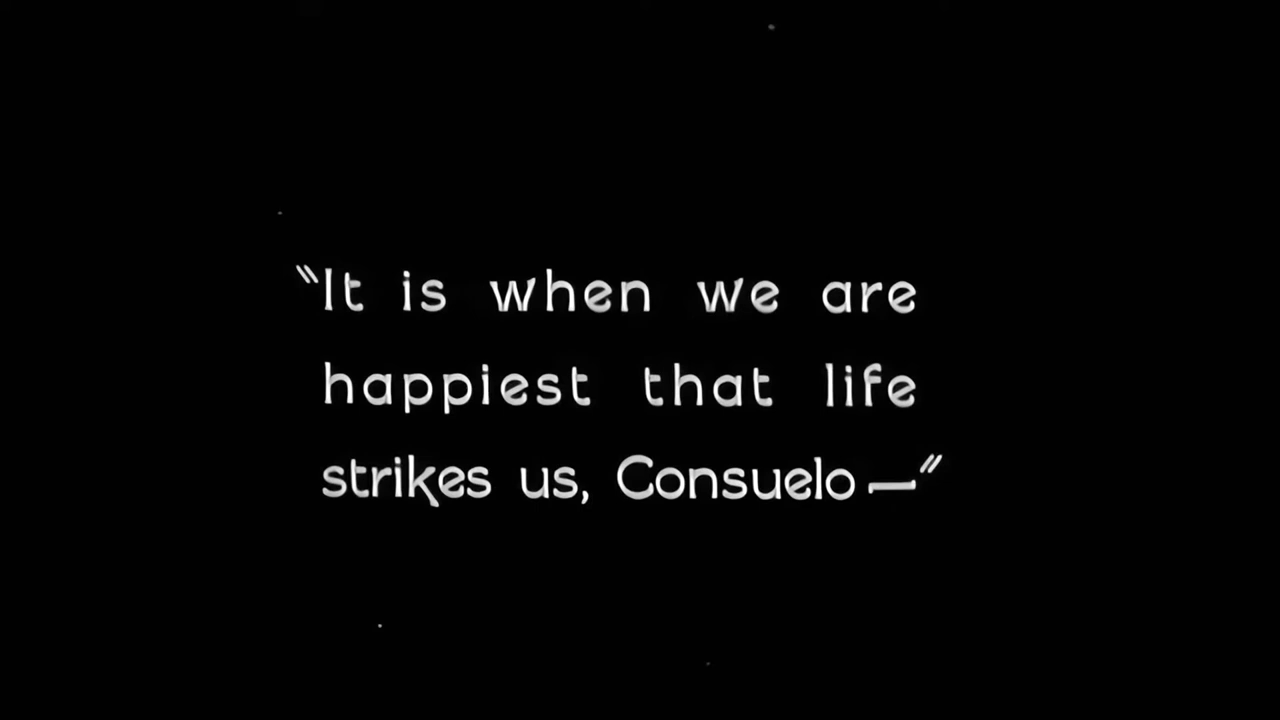 "It is when we are
happiest that life
strikes us, Consuelo—"